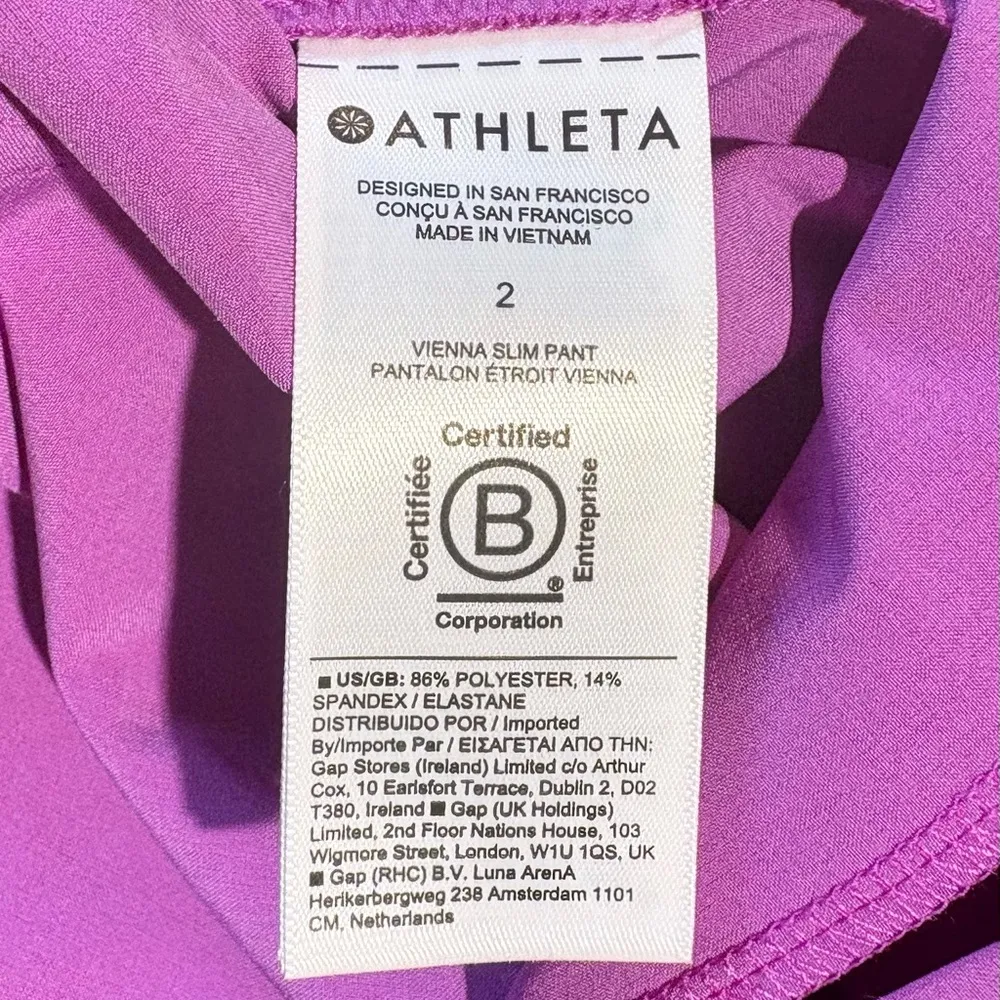 ATHLETA
DESIGNED IN SAN FRANCISCO
CONÇU À SAN FRANCISCO
MADE IN VIETNAM
2
VIENNA SLIM PANT
PANTALON ÉTROIT VIENNA
Certified
Certifiée
B
Entreprise
®
Corporation
US/GB: 86% POLYESTER, 14%
SPANDEX / ELASTANE
DISTRIBUIDO POR / Imported
By/Importe Par / ΕΙΣΑΓΕΤΑΙ ΑΠΟ ΤΗΝ:
Gap Stores (Ireland) Limited c/o Arthur
Cox, 10 Earlsfort Terrace, Dublin 2, D02
T380, Ireland ■ Gap (UK Holdings)
Limited, 2nd Floor Nations House, 103
Wigmore Street, London, W1U 1QS, UK
■ Gap (RHC) B.V. Luna ArenA
Herikerbergweg 238 Amsterdam 1101
CM, Netherlands